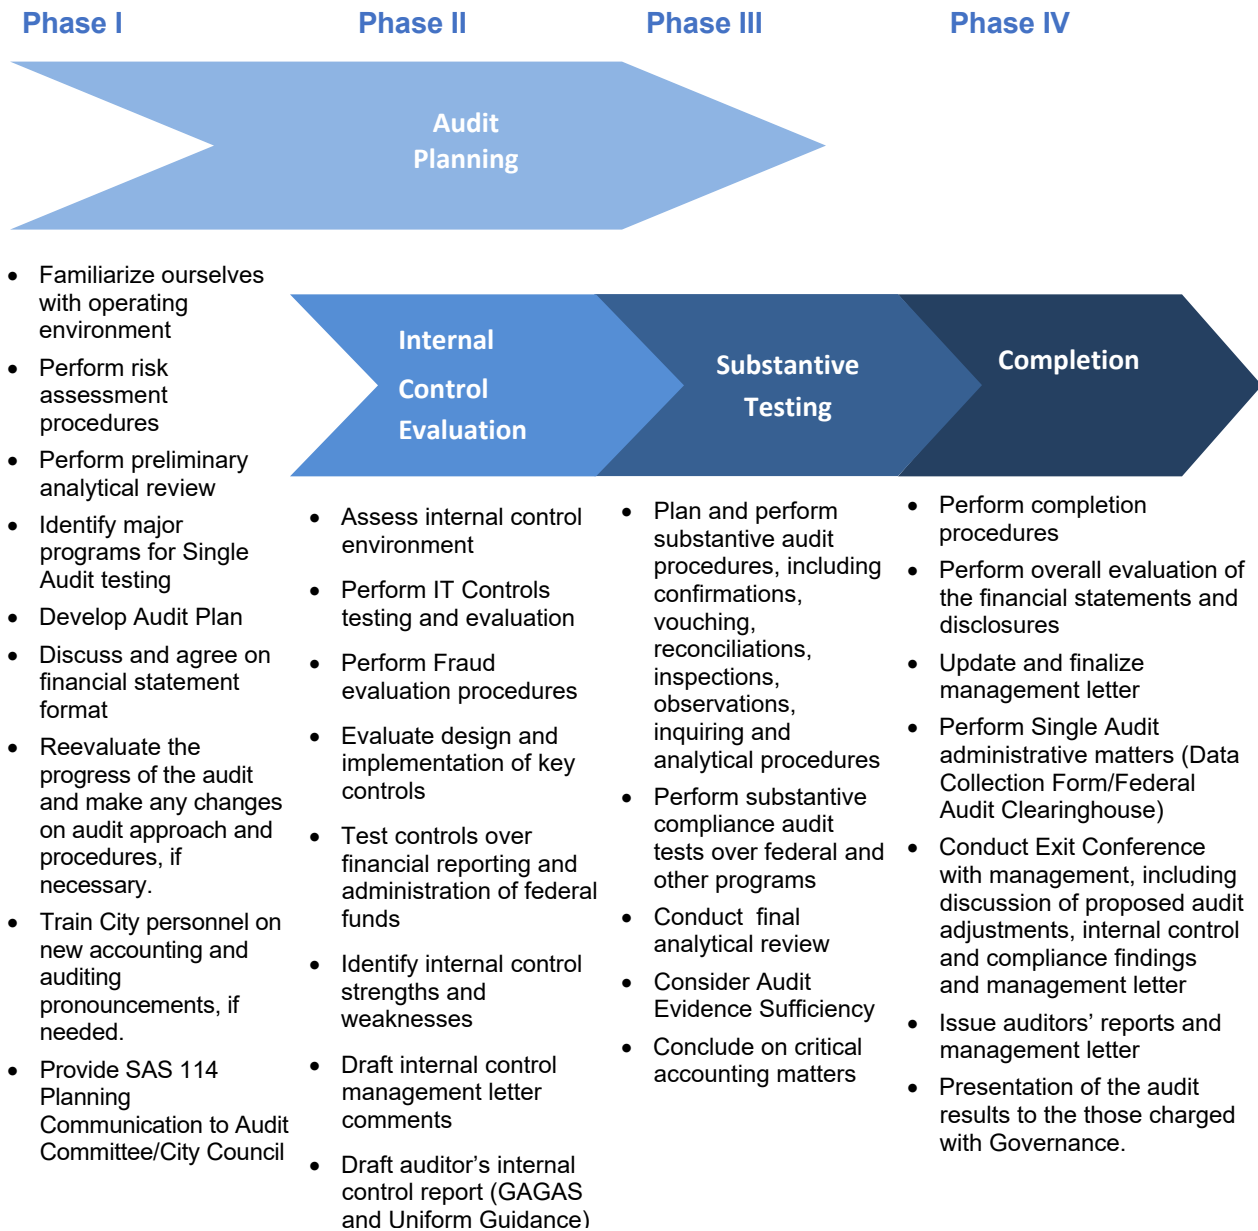 Phase I
Phase II
Phase III
Phase IV
Audit
Planning
• Familiarize ourselves
with operating
environment
• Perform risk
assessment
procedures
• Perform preliminary
analytical review
• Identify major
programs for Single
Audit testing
• Develop Audit Plan
• Discuss and agree on
financial statement
format
• Reevaluate the
progress of the audit
and make any changes
on audit approach and
procedures, if
necessary.
• Train City personnel on
new accounting and
auditing
pronouncements, if
needed.
• Provide SAS 114
Planning
Communication to Audit
Committee/City Council
Internal
Control
Evaluation
• Assess internal control
environment
• Perform IT Controls
testing and evaluation
• Perform Fraud
evaluation procedures
• Evaluate design and
implementation of key
controls
• Test controls over
financial reporting and
administration of federal
funds
• Identify internal control
strengths and
weaknesses
• Draft internal control
management letter
comments
• Draft auditor’s internal
control report (GAGAS
and Uniform Guidance)
Substantive
Testing
• Plan and perform
substantive audit
procedures, including
confirmations,
vouching,
reconciliations,
inspections,
observations,
inquiring and
analytical procedures
• Perform substantive
compliance audit
tests over federal and
other programs
• Conduct final
analytical review
• Consider Audit
Evidence Sufficiency
• Conclude on critical
accounting matters
Completion
• Perform completion
procedures
• Perform overall evaluation of
the financial statements and
disclosures
• Update and finalize
management letter
• Perform Single Audit
administrative matters (Data
Collection Form/Federal
Audit Clearinghouse)
• Conduct Exit Conference
with management, including
discussion of proposed audit
adjustments, internal control
and compliance findings
and management letter
• Issue auditors’ reports and
management letter
• Presentation of the audit
results to the those charged
with Governance.